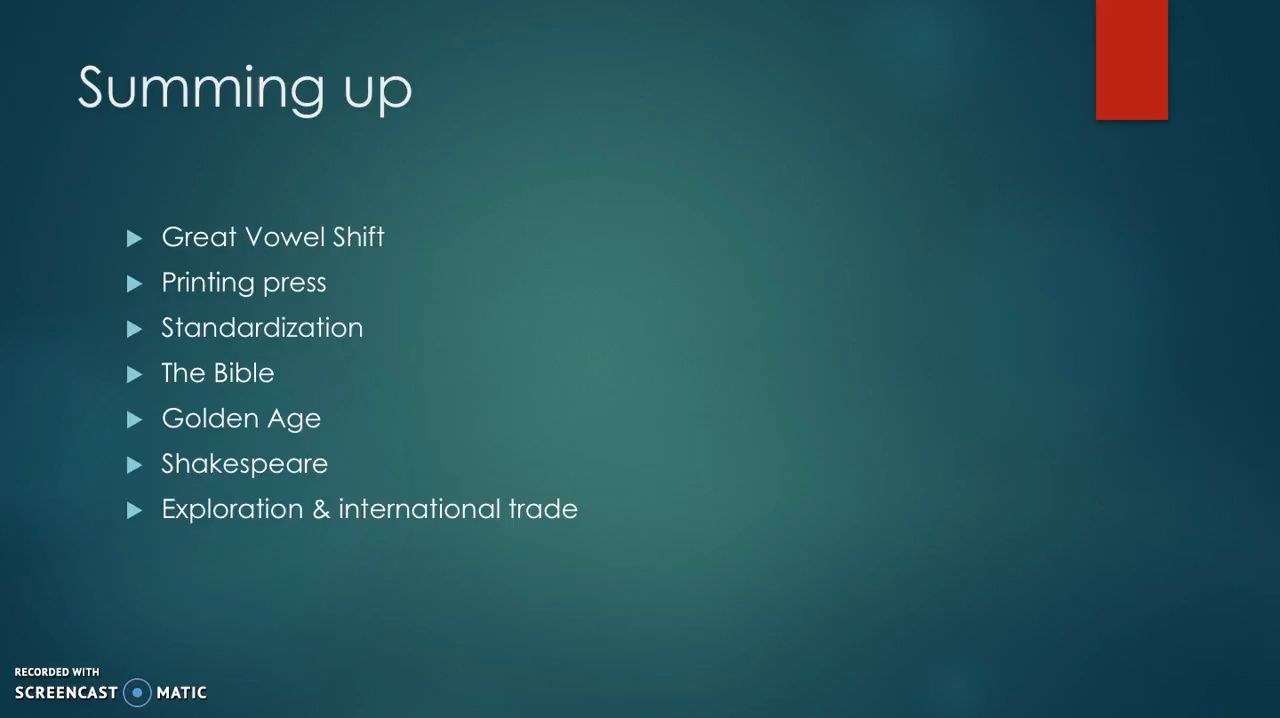 Summing up
Great Vowel Shift
Printing press
Standardization
The Bible
Golden Age
Shakespeare
Exploration & international trade
RECORDED WITH
SCREENCAST MATIC